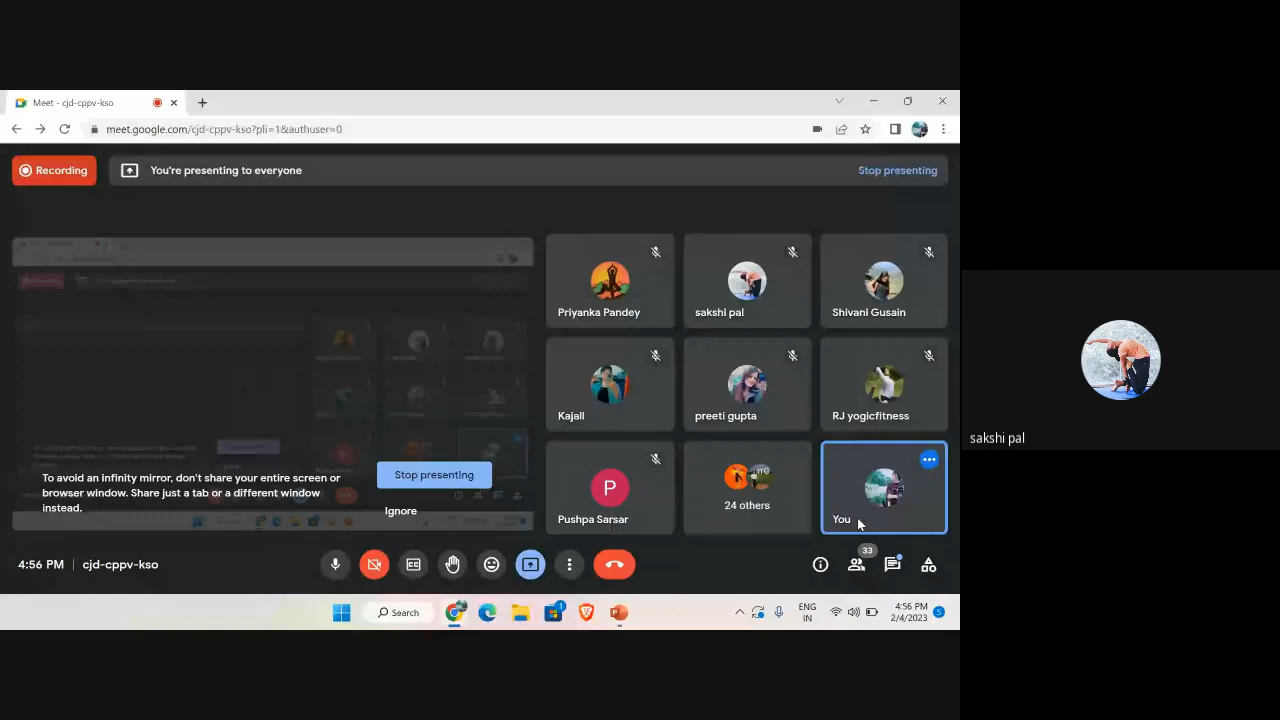 Meet - cjd-cppv-kso
meet.google.com/cjd-cppv-kso?pli=1&authuser=0
Recording
You're presenting to everyone
Stop presenting
Priyanka Pandey
sakshi pal
Shivani Gusain
Kajall
preeti gupta
RJ yogicfitness
To avoid an infinity mirror, don't share your entire screen or
browser window. Share just a tab or a different window
instead.
Stop presenting
Ignore
P
Pushpa Sarsar
ITC
24 others
You
sakshi pal
4:56 PM
cjd-cppv-kso
33
Search
1
ENG
IN
4:56 PM
2/4/2023
5